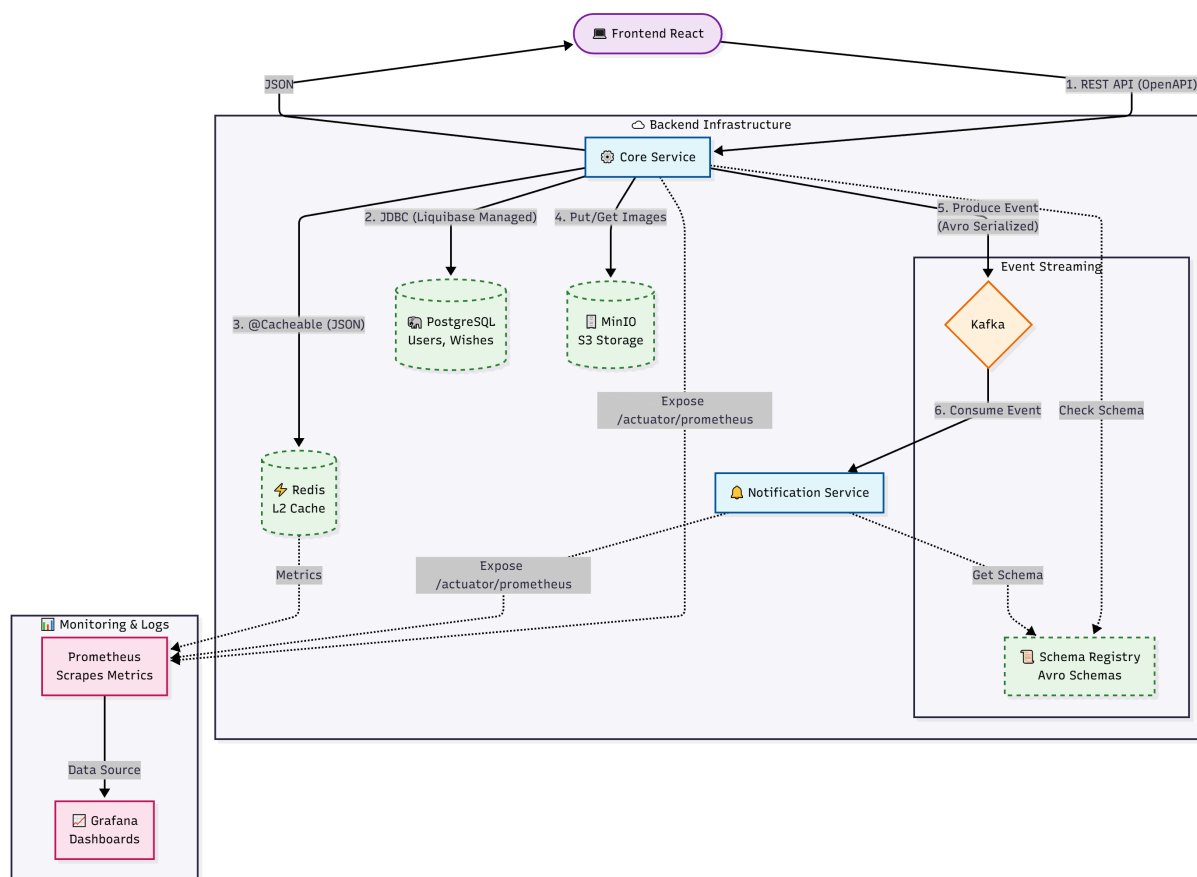 💻 Frontend React
JSON
1. REST API (OpenAPI)
Backend Infrastructure
Core Service
2. JDBC (Liquibase Managed)
4. Put/Get Images
5. Produce Event
(Avro Serialized)
Event Streaming
3. @Cacheable (JSON)
PostgreSQL
Users, Wishes
MinIO
S3 Storage
Kafka
Expose
/actuator/prometheus
6. Consume Event
Check Schema
Redis
L2 Cache
Notification Service
Metrics
Expose
/actuator/prometheus
Get Schema
Monitoring & Logs
Prometheus
Scrapes Metrics
Schema Registry
Avro Schemas
Data Source
Grafana
Dashboards